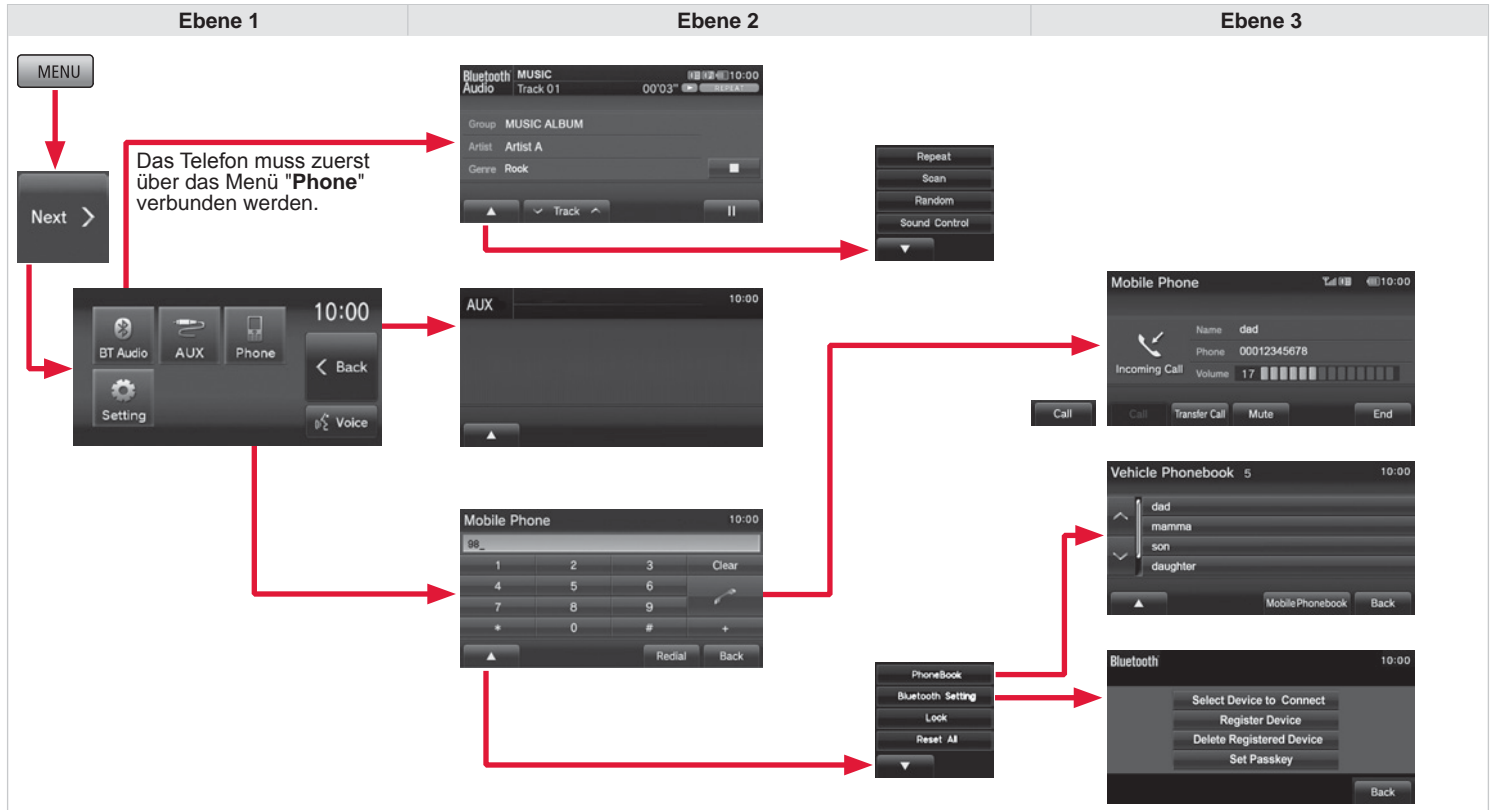 Ebene 1
Ebene 2
Ebene 3
MENU
Next
Das Telefon muss zuerst
über das Menü "Phone"
verbunden werden.
10:00
BT Audio
AUX
Phone
Back
Setting
Voice
Bluetooth Audio
MUSIC
10:00
Track 01
00'03"
REPEAT
Group MUSIC ALBUM
Artist Artist A
Genre Rock
Track
Repeat
Scan
Random
Sound Control
AUX
10:00
Mobile Phone
10:00
98_
1 2 3 Clear
4 5 6
7 8 9
* 0 # +
Redial Back
PhoneBook
Bluetooth Setting
Lock
Reset All
Mobile Phone
10:00
Name dad
Phone 00012345678
Incoming Call
Volume 17
Call
Call Transfer Call Mute End
Vehicle Phonebook 5
10:00
dad
mamma
son
daughter
Mobile Phonebook Back
Bluetooth
10:00
Select Device to Connect
Register Device
Delete Registered Device
Set Passkey
Back